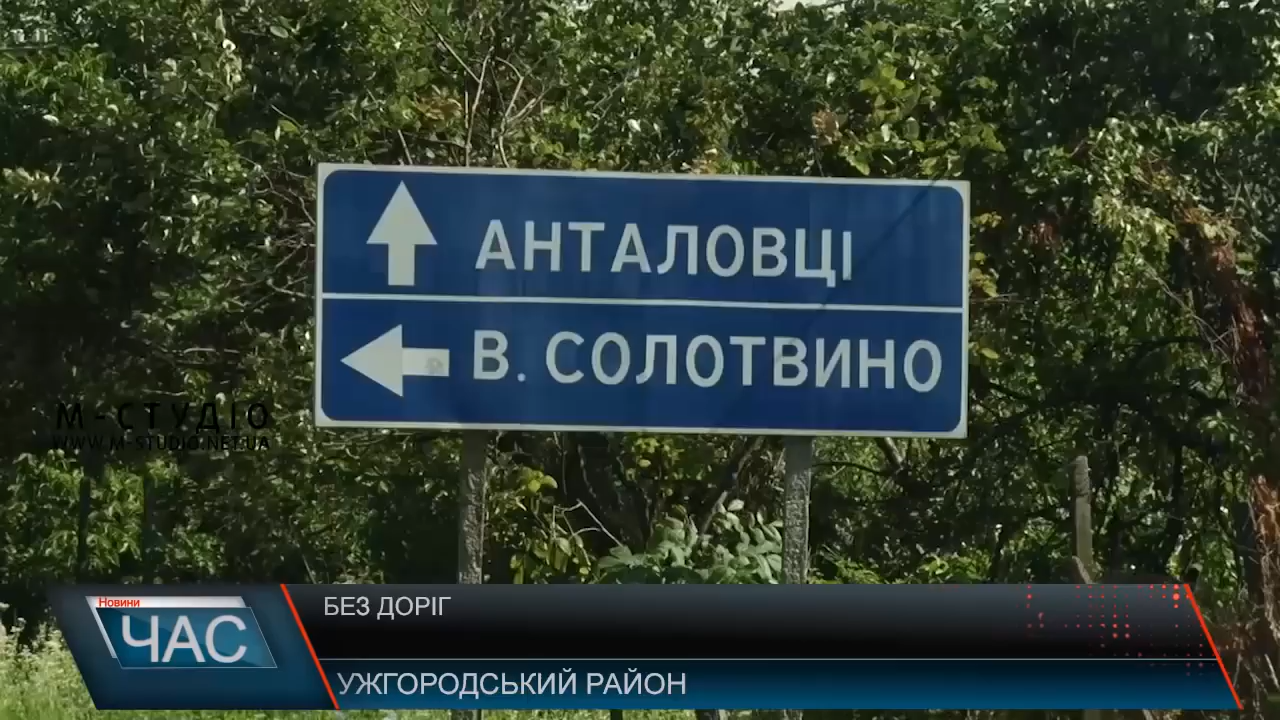 АНТАЛОВЦІ
В. СОЛОТВИНО
М-СТУДІО
WWW.M-STUDIO.NET.UA
Новини
ЧАС
БЕЗ ДОРІГ
УЖГОРОДСЬКИЙ РАЙОН